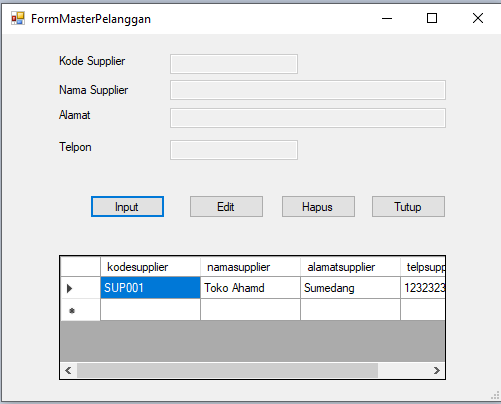 FormMasterPelanggan
Kode Supplier
Nama Supplier
Alamat
Telpon
Input Edit Hapus Tutup
kodesupplier namasupplier alamatsupplier telpsupp
SUP001 Toko Ahamd Sumedang 1232323